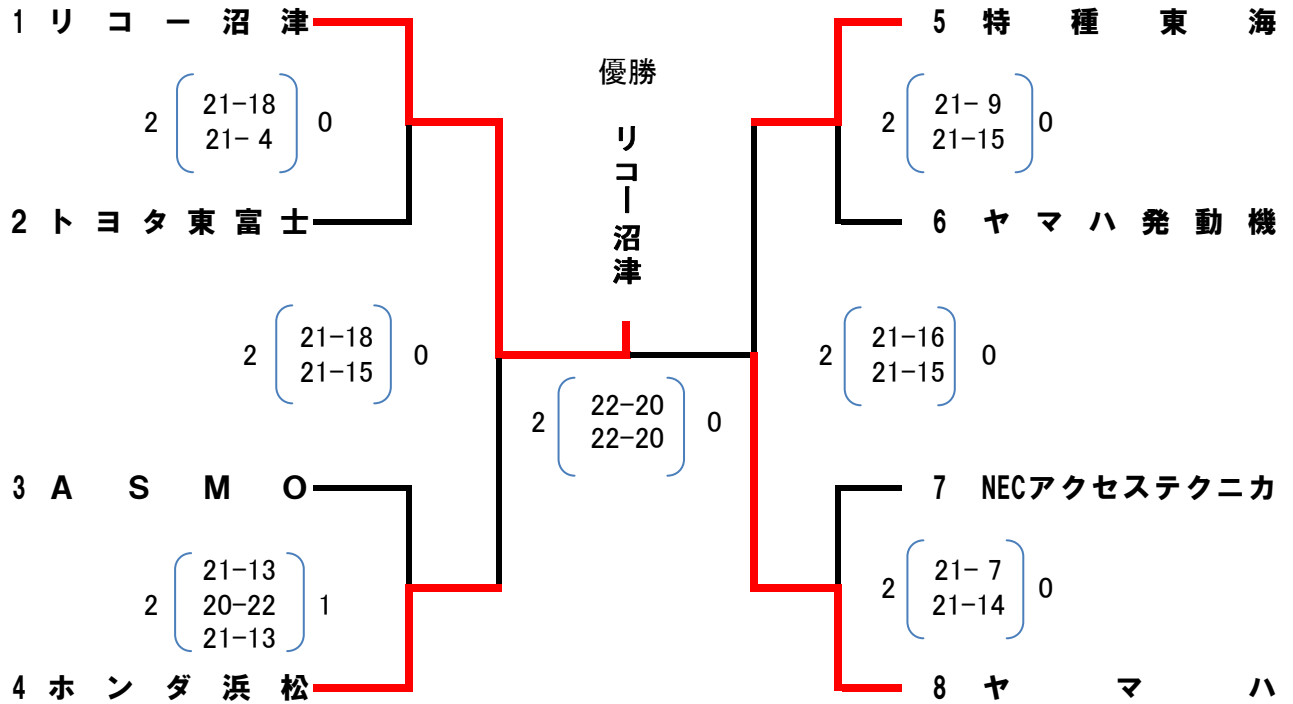 1 リコー沼津
5 特種東海
優勝
2 21-18 0
21- 4
2 21- 9 0
21-15
リコー沼津
2 トヨタ東富士
6 ヤマハ発動機
2 21-18 0
21-15
2 21-16 0
21-15
2 22-20 0
22-20
3 ASMO
7 NECアクセステクニカ
21-13
2 20-22 1
21-13
2 21- 7 0
21-14
4 ホンダ浜松
8 ヤマハ